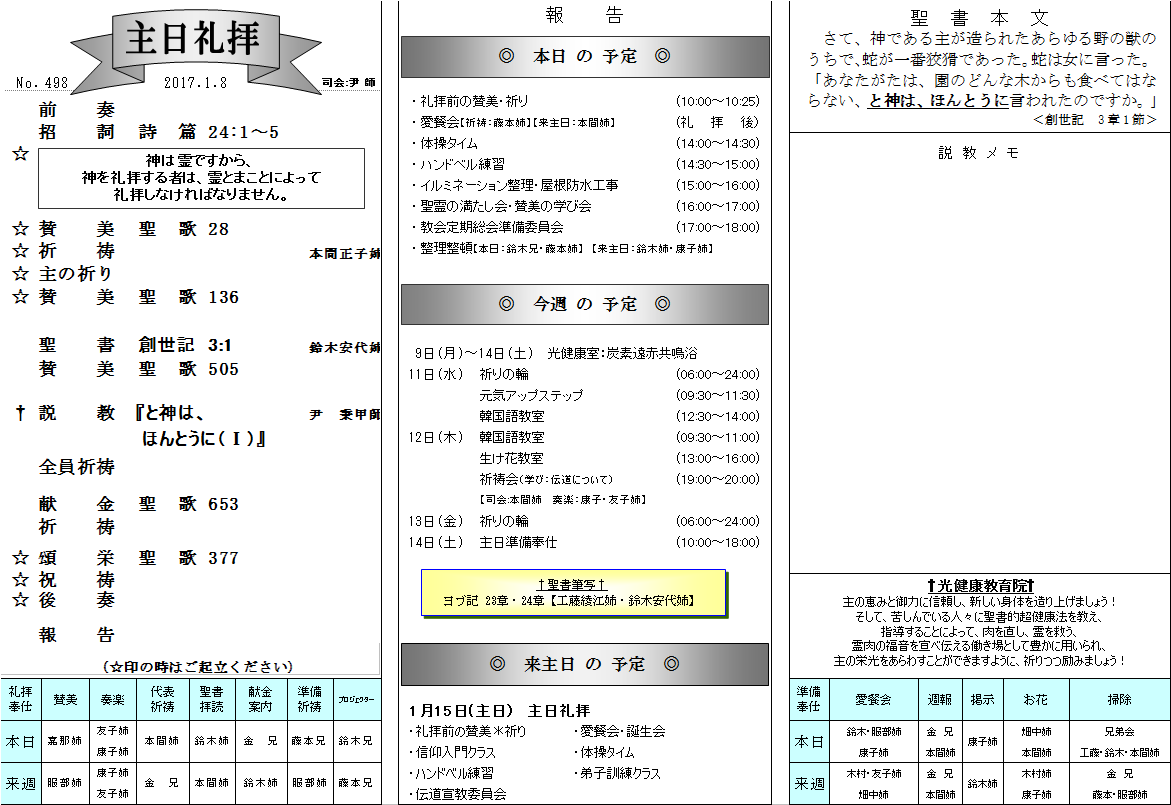 主日礼拝
No. 498 2017.1.8 司会:尹 師
前 奏
招 詞 詩 篇 24:1~5
☆
神は霊ですから、
神を礼拝する者は、霊とまことによって
礼拝しなければなりません。
☆ 賛 美 聖 歌 28
☆ 祈 祷 本間正子姉
☆ 主の祈り
☆ 賛 美 聖 歌 136
聖 書 創世記 3:1 鈴木安代姉
賛 美 聖 歌 505
† 説 教 『と神は、 尹 秉甲師
ほんとうに(Ⅰ)』
全員祈祷
献 金 聖 歌 653
祈 祷
☆ 頌 栄 聖 歌 377
☆ 祝 祷
☆ 後 奏
報 告
(☆印の時はご起立ください)
礼拝奉仕 賛美 奏楽 代表祈祷 聖書拝読 献金案内 準備祈祷 プロジェクター
本日 嘉那姉 友子姉 康子姉 本間姉 鈴木姉 金 兄 藤本兄 鈴木兄
来週 服部姉 康子姉 友子姉 金 兄 本間姉 鈴木姉 服部姉 藤本兄
報 告
◎ 本日 の 予定 ◎
・礼拝前の賛美・祈り (10:00~10:25)
・愛餐会【祈祷:藤本姉】【来主日:本間姉】 (礼 拝 後)
・体操タイム (14:00~14:30)
・ハンドベル練習 (14:30~15:00)
・イルミネーション整理・屋根防水工事 (15:00~16:00)
・聖霊の満たし会・賛美の学び会 (16:00~17:00)
・教会定期総会準備委員会 (17:00~18:00)
・整理整頓【本日:鈴木兄・藤本姉】 【来主日:鈴木姉・康子姉】
◎ 今週 の 予定 ◎
9日(月)~14日(土) 光健康室:炭素遠赤共鳴浴
11日(水) 祈りの輪 (06:00~24:00)
元気アップステップ (09:30~11:30)
韓国語教室 (12:30~14:00)
12日(木) 韓国語教室 (09:30~11:00)
生け花教室 (13:00~16:00)
祈祷会(学び:伝道について) (19:00~20:00)
【司会:本間姉 奏楽:康子・友子姉】
13日(金) 祈りの輪 (06:00~24:00)
14日(土) 主日準備奉仕 (10:00~18:00)
†聖書筆写†
ヨブ記 23章・24章【工藤綾江姉・鈴木安代姉】
◎ 来主日 の 予定 ◎
1月15日(主日) 主日礼拝
・礼拝前の賛美*祈り ・愛餐会・誕生会
・信仰入門クラス ・体操タイム
・ハンドベル練習 ・弟子訓練クラス
・伝道宣教委員会
聖 書 本 文
さて、神である主が造られたあらゆる野の獣の
うちで、蛇が一番狡猾であった。蛇は女に言った。
「あなたがたは、園のどんな木からも食べてはな
らない、と神は、ほんとうに言われたのですか。」
<創世記 3章1節>
説 教 メ モ
†光健康教育院†
主の恵みと御力に信頼し、新しい身体を造り上げましょう!
そして、苦しんでいる人々に聖書的超健康法を教え、
指導することによって、肉を直し、霊を救う、
霊肉の福音を宣べ伝える働き場として豊かに用いられ、
主の栄光をあらわすことができますように、祈りつつ励みましょう!
準備奉仕 愛餐会 週報 掲示 お花 掃除
本日 鈴木・服部姉 康子姉 金 兄 本間姉 康子姉 畑中姉 本間姉 兄弟会 工藤・鈴木・本間姉
来週 木村・友子姉 畑中姉 金 兄 本間姉 鈴木姉 木村姉 康子姉 金 兄 藤本・服部姉